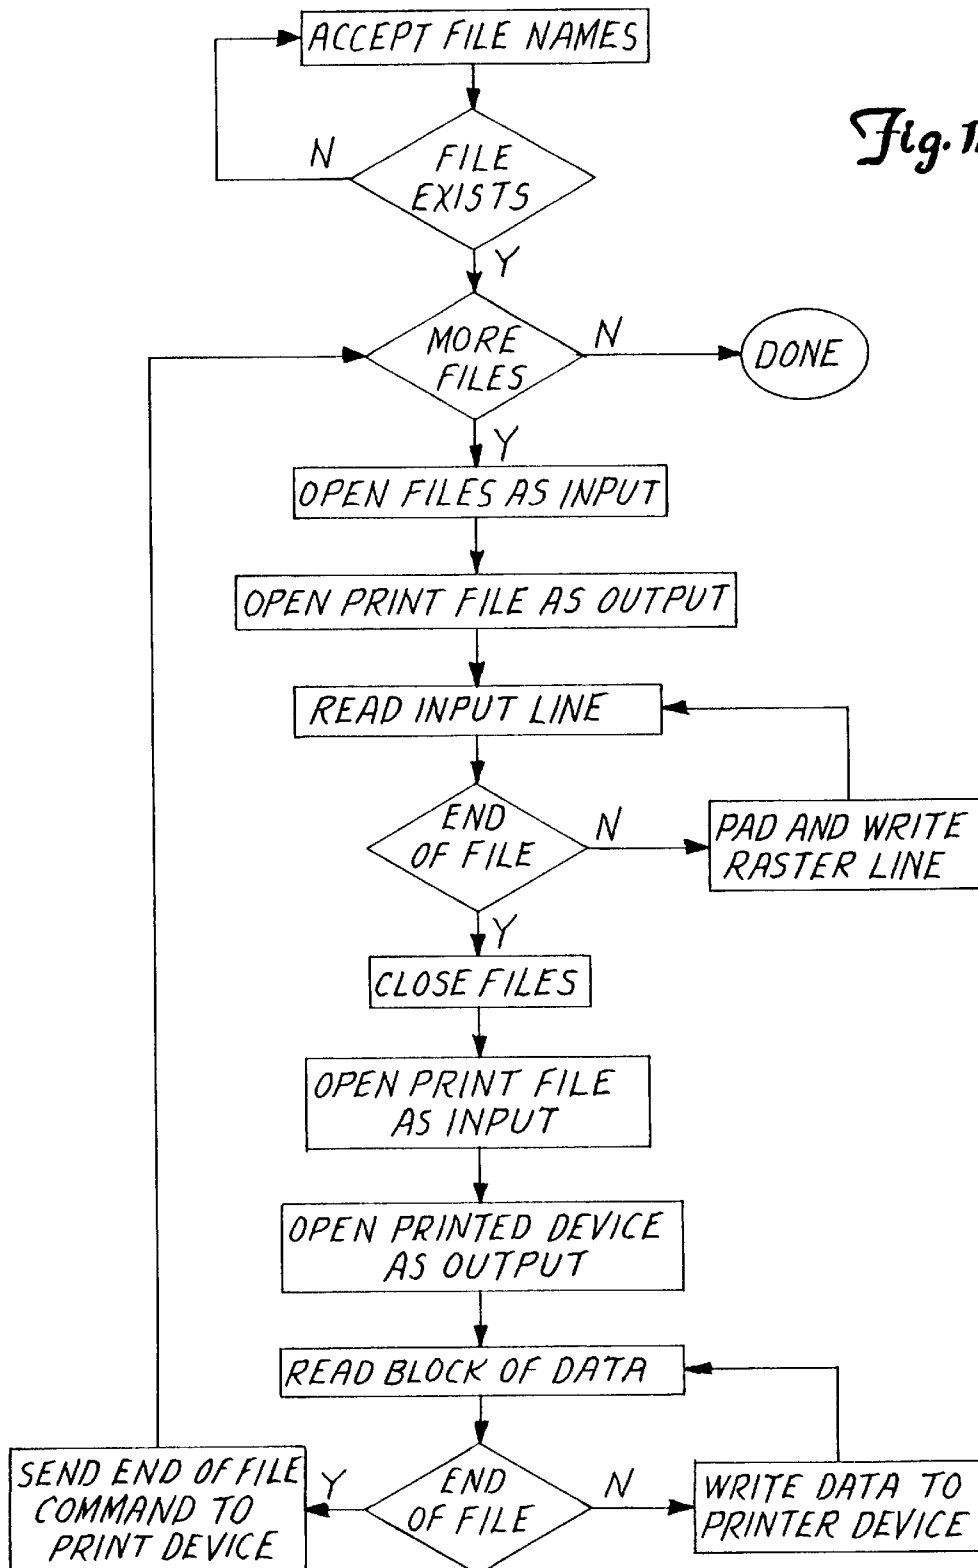 ACCEPT FILE NAMES
Fig. 1
N
FILE
EXISTS
Y
MORE
FILES
N
DONE
Y
OPEN FILES AS INPUT
OPEN PRINT FILE AS OUTPUT
READ INPUT LINE
END
OF FILE
N
PAD AND WRITE
RASTER LINE
Y
CLOSE FILES
OPEN PRINT FILE
AS INPUT
OPEN PRINTED DEVICE
AS OUTPUT
READ BLOCK OF DATA
SEND END OF FILE
COMMAND TO
PRINT DEVICE
Y
END
OF FILE
N
WRITE DATA TO
PRINTER DEVICE